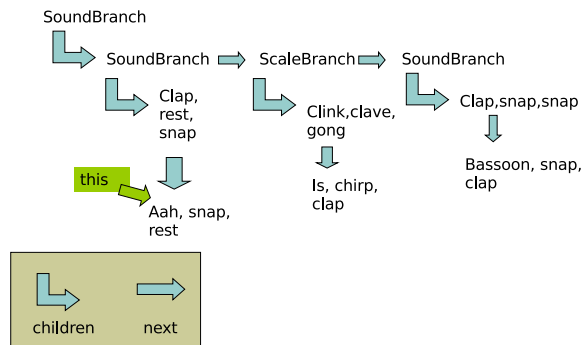 SoundBranch
SoundBranch
ScaleBranch
SoundBranch
Clap,
rest,
snap
Clink,clave,
gong
Clap,snap,snap
this
Aah, snap,
rest
Is, chirp,
clap
Bassoon, snap,
clap
children
next